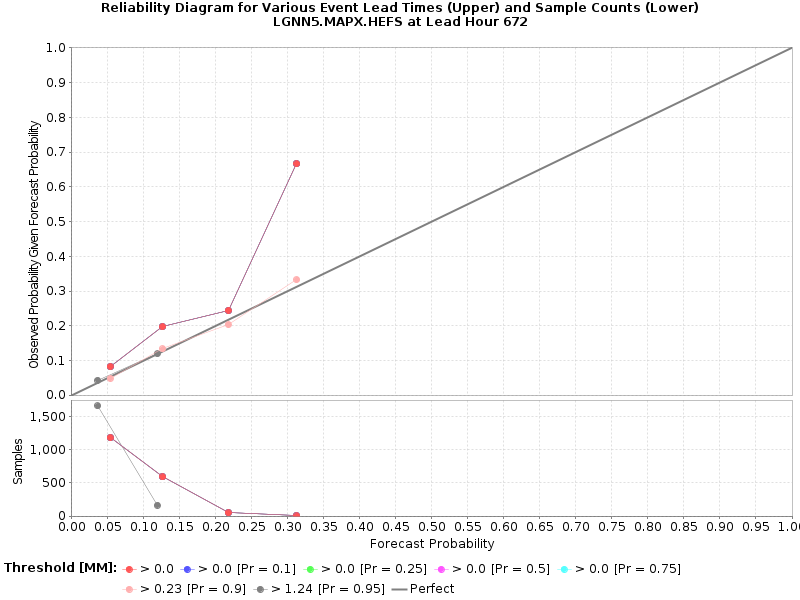 Reliability Diagram for Various Event Lead Times (Upper) and Sample Counts (Lower)
LGNN5.MAPX.HEFS at Lead Hour 672
Observed Probability Given Forecast Probability
1.0
0.9
0.8
0.7
0.6
0.5
0.4
0.3
0.2
0.1
0.0
Samples
1,500
1,000
500
0
0.00 0.05 0.10 0.15 0.20 0.25 0.30 0.35 0.40 0.45 0.50 0.55 0.60 0.65 0.70 0.75 0.80 0.85 0.90 0.95 1.0
Forecast Probability
Threshold [MM]: > 0.0 > 0.0 [Pr = 0.1] > 0.0 [Pr = 0.25] > 0.0 [Pr = 0.5] > 0.0 [Pr = 0.75]
> 0.23 [Pr = 0.9] > 1.24 [Pr = 0.95] Perfect